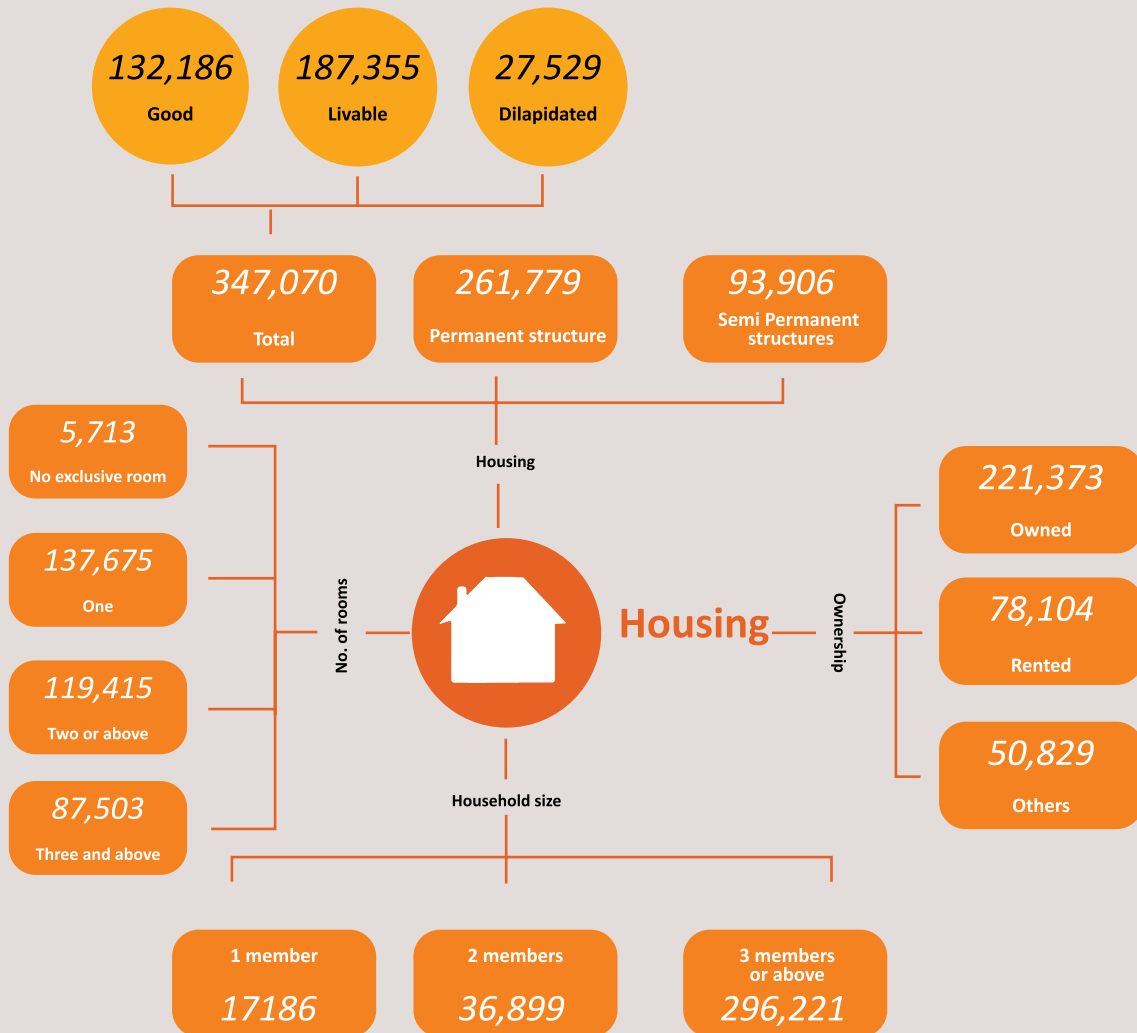 132,186
Good
187,355
Livable
27,529
Dilapidated
347,070
Total
261,779
Permanent structure
93,906
Semi Permanent
structures
Housing
5,713
No exclusive room
137,675
One
119,415
Two or above
87,503
Three and above
No. of rooms
Housing
Ownership
221,373
Owned
78,104
Rented
50,829
Others
Household size
1 member
17186
2 members
36,899
3 members
or above
296,221